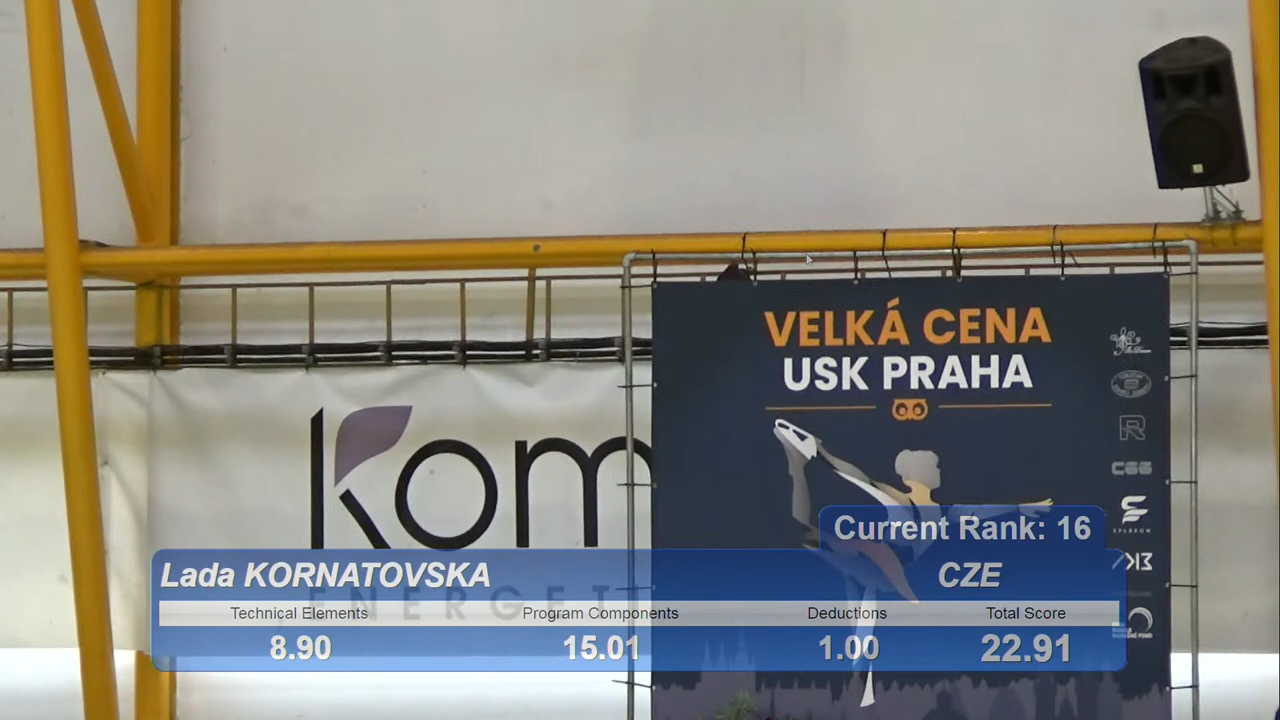 VELKÁ CENA
USK PRAHA
Kom
ENERGET
Current Rank: 16
Lada KORNATOVSKA CZE
Technical Elements Program Components Deductions Total Score
8.90 15.01 1.00 22.91